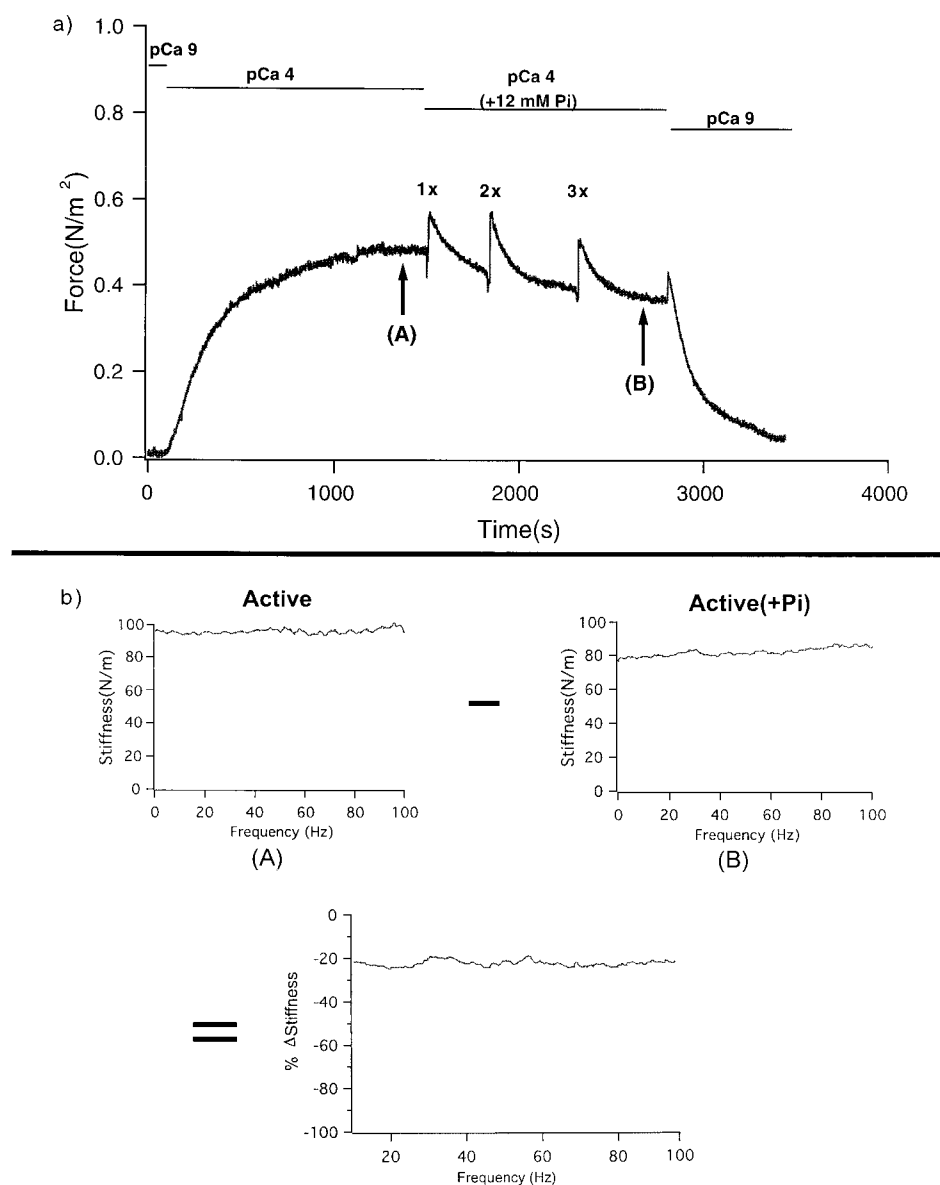 a)
pCa 9
pCa 4
pCa 4
(+12 mM Pi)
pCa 9
1x 2x 3x
(A)
(B)
Force(N/m²)
1.0
0.8
0.6
0.4
0.2
0.0
0 1000 2000 3000 4000
Time(s)
b)
Active
Stiffness(N/m)
100
80
60
40
20
0
0 20 40 60 80 100
Frequency (Hz)
(A)
Active(+Pi)
Stiffness(N/m)
100
80
60
40
20
0
0 20 40 60 80 100
Frequency (Hz)
(B)
% ΔStiffness
0
-20
-40
-60
-80
-100
20 40 60 80 100
Frequency (Hz)